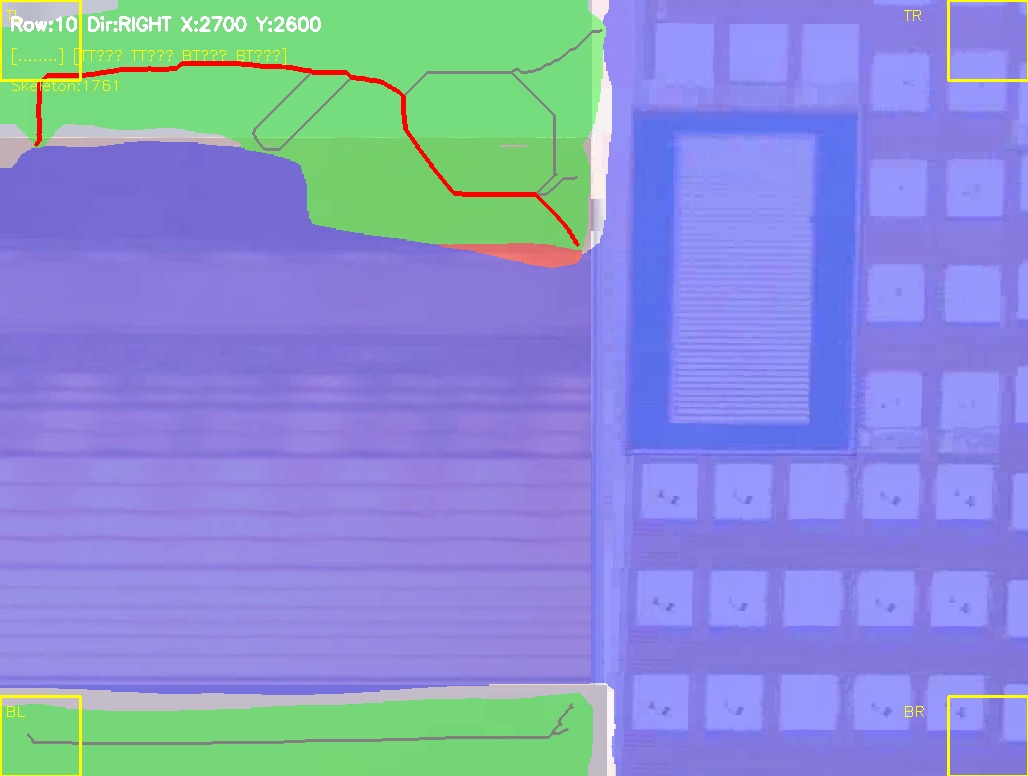 Row:10 Dir:RIGHT X:2700 Y:2600
TR
[........] [TT??? TT??? BT??? BT???]
Skeleton:1761
BL
BR